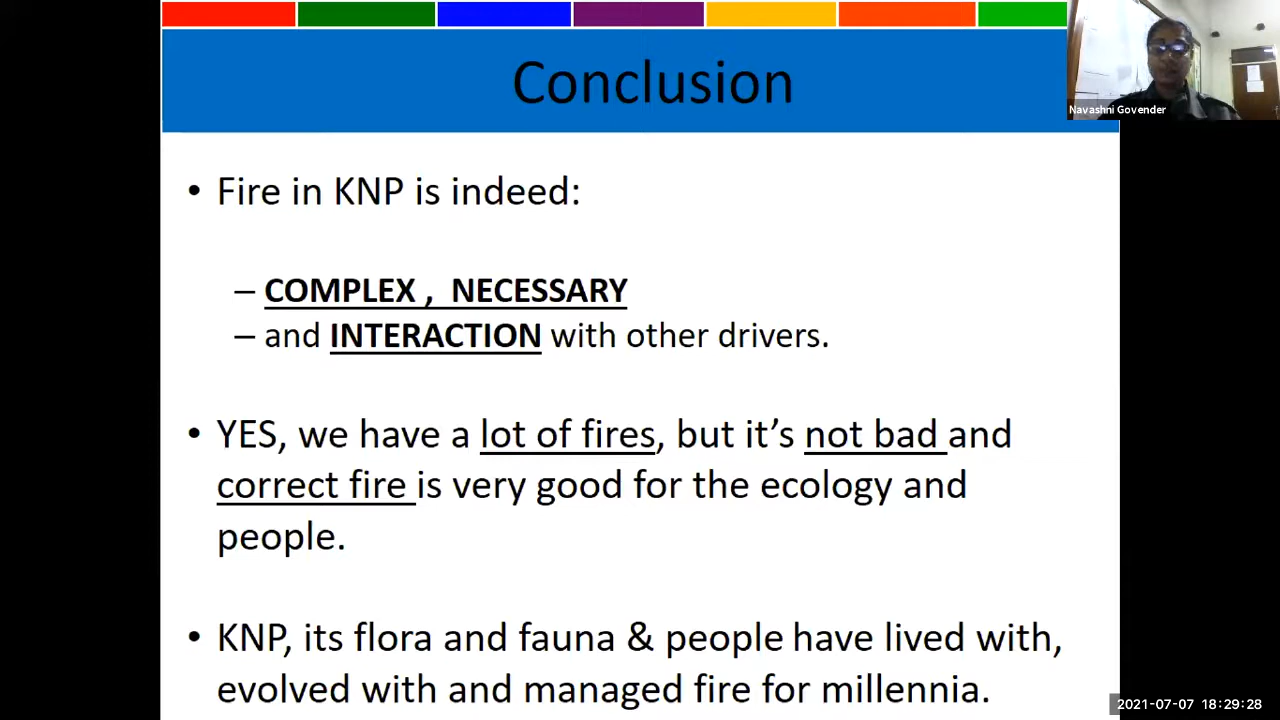 Conclusion
Navashni Govender
• Fire in KNP is indeed:
– COMPLEX , NECESSARY
– and INTERACTION with other drivers.
• YES, we have a lot of fires, but it’s not bad and
correct fire is very good for the ecology and
people.
• KNP, its flora and fauna & people have lived with,
evolved with and managed fire for millennia.
2021-07-07 18:29:28